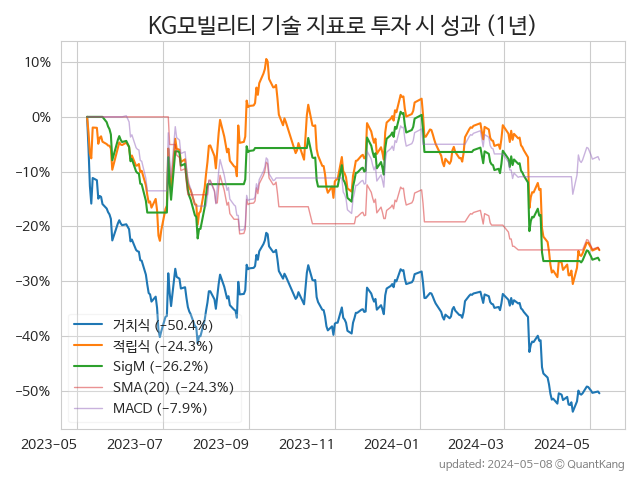 KG모빌리티 기술 지표로 투자 시 성과 (1년)
10%
0%
−10%
−20%
−30%
−40%
−50%
거치식 (−50.4%)
적립식 (−24.3%)
SigM (−26.2%)
SMA(20) (−24.3%)
MACD (−7.9%)
2023-05 2023-07 2023-09 2023-11 2024-01 2024-03 2024-05
updated: 2024-05-08 © QuantKang